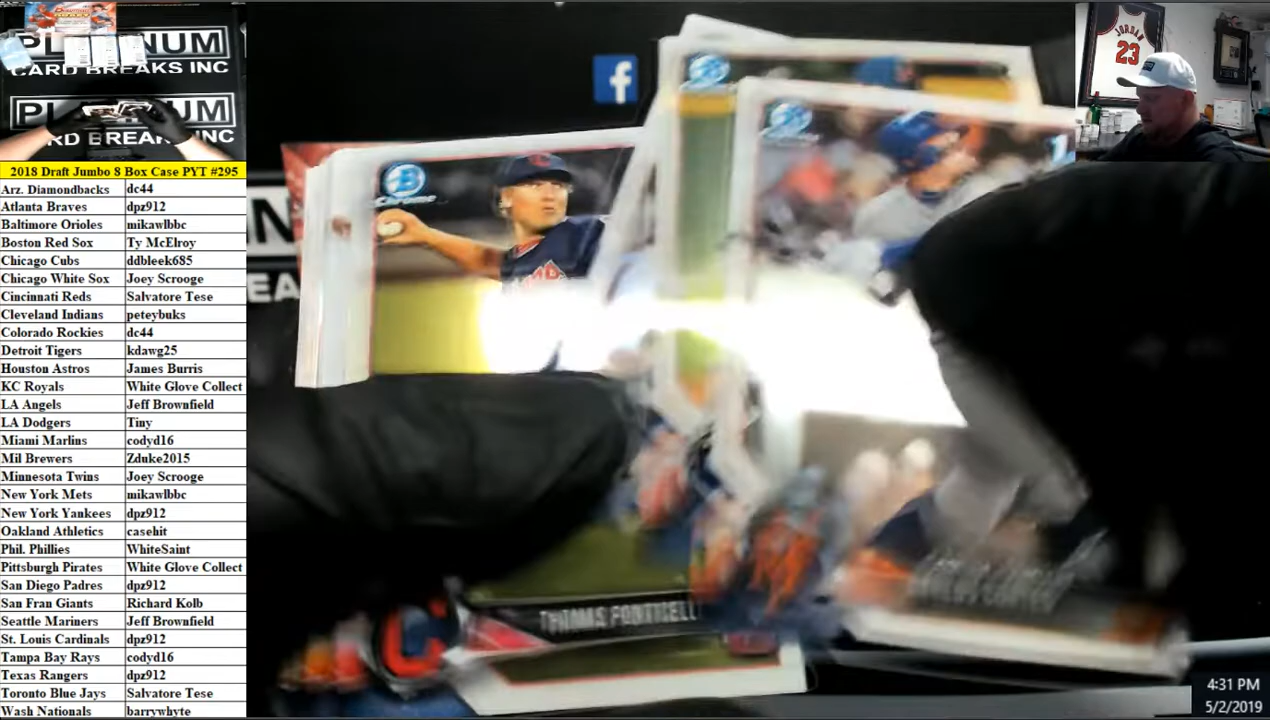 PLATINUM
CARD BREAKS INC
PLATINUM
CARD BREAKS INC
JORDAN
23
2018 Draft Jumbo 8 Box Case PYT #295
Arz. Diamondbacks dc44
Atlanta Braves dpz912
Baltimore Orioles mikawlbbc
Boston Red Sox Ty McElroy
Chicago Cubs ddbleek685
Chicago White Sox Joey Scrooge
Cincinnati Reds Salvatore Tese
Cleveland Indians peteybuks
Colorado Rockies dc44
Detroit Tigers kdawg25
Houston Astros James Burris
KC Royals White Glove Collect
LA Angels Jeff Brownfield
LA Dodgers Tiny
Miami Marlins codyd16
Mil Brewers Zduke2015
Minnesota Twins Joey Scrooge
New York Mets mikawlbbc
New York Yankees dpz912
Oakland Athletics casehit
Phil. Phillies WhiteSaint
Pittsburgh Pirates White Glove Collect
San Diego Padres dpz912
San Fran Giants Richard Kolb
Seattle Mariners Jeff Brownfield
St. Louis Cardinals dpz912
Tampa Bay Rays codyd16
Texas Rangers dpz912
Toronto Blue Jays Salvatore Tese
Wash Nationals barrywhyte
f
B
CHROME
THOMAS PONTICELLI
C
4:31 PM
5/2/2019